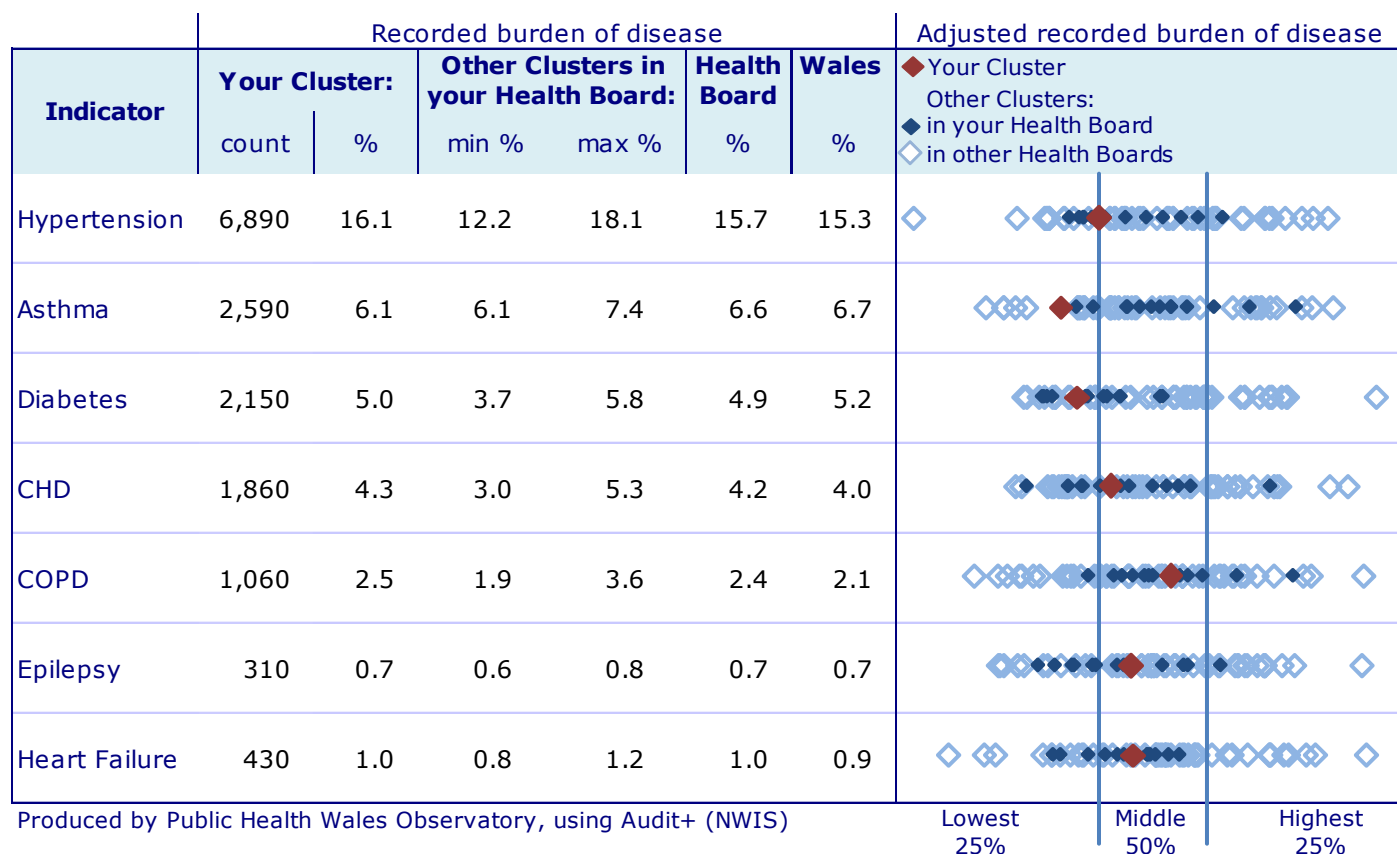 Recorded burden of disease
Adjusted recorded burden of disease
Indicator
Your Cluster:
Other Clusters in
your Health Board:
Health
Board
Wales
count
%
min %
max %
%
%
Your Cluster
Other Clusters:
in your Health Board
in other Health Boards
Hypertension 6,890 16.1 12.2 18.1 15.7 15.3
Asthma 2,590 6.1 6.1 7.4 6.6 6.7
Diabetes 2,150 5.0 3.7 5.8 4.9 5.2
CHD 1,860 4.3 3.0 5.3 4.2 4.0
COPD 1,060 2.5 1.9 3.6 2.4 2.1
Epilepsy 310 0.7 0.6 0.8 0.7 0.7
Heart Failure 430 1.0 0.8 1.2 1.0 0.9
Produced by Public Health Wales Observatory, using Audit+ (NWIS)
Lowest
25%
Middle
50%
Highest
25%